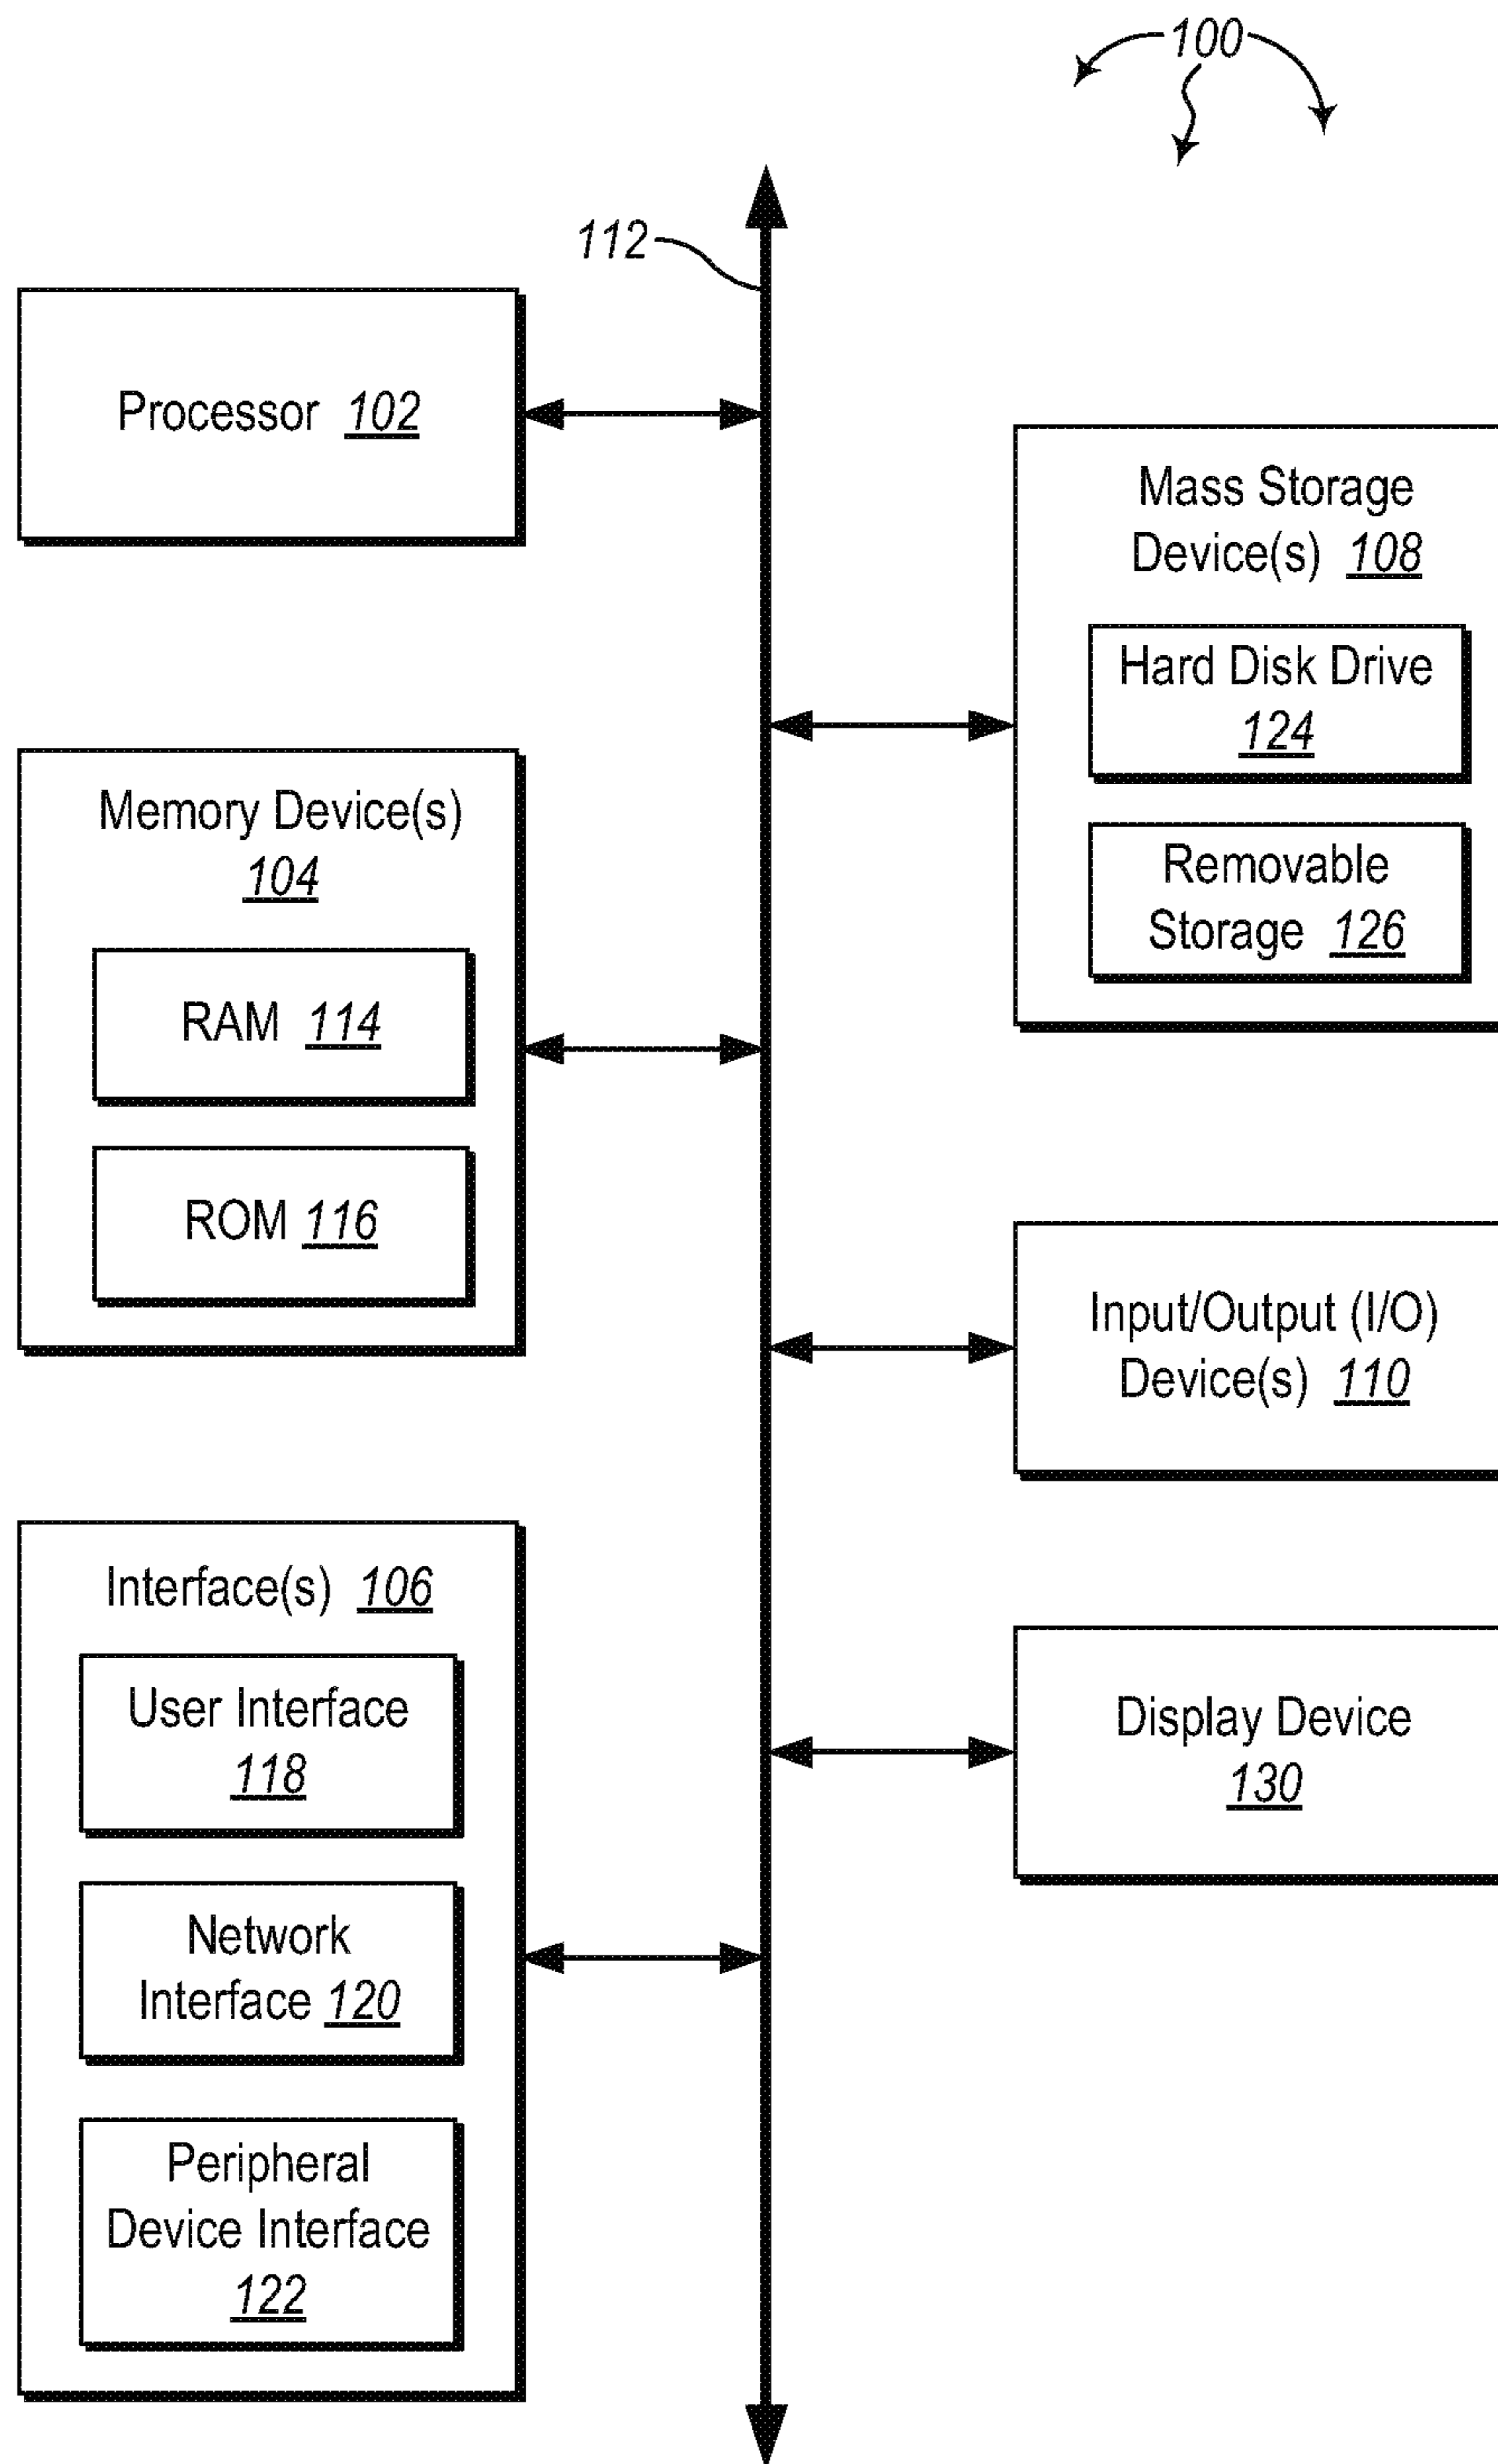 100
112
Processor 102
Mass Storage
Device(s) 108
Hard Disk Drive
124
Removable
Storage 126
Memory Device(s)
104
RAM 114
ROM 116
Input/Output (I/O)
Device(s) 110
Interface(s) 106
User Interface
118
Network
Interface 120
Peripheral
Device Interface
122
Display Device
130